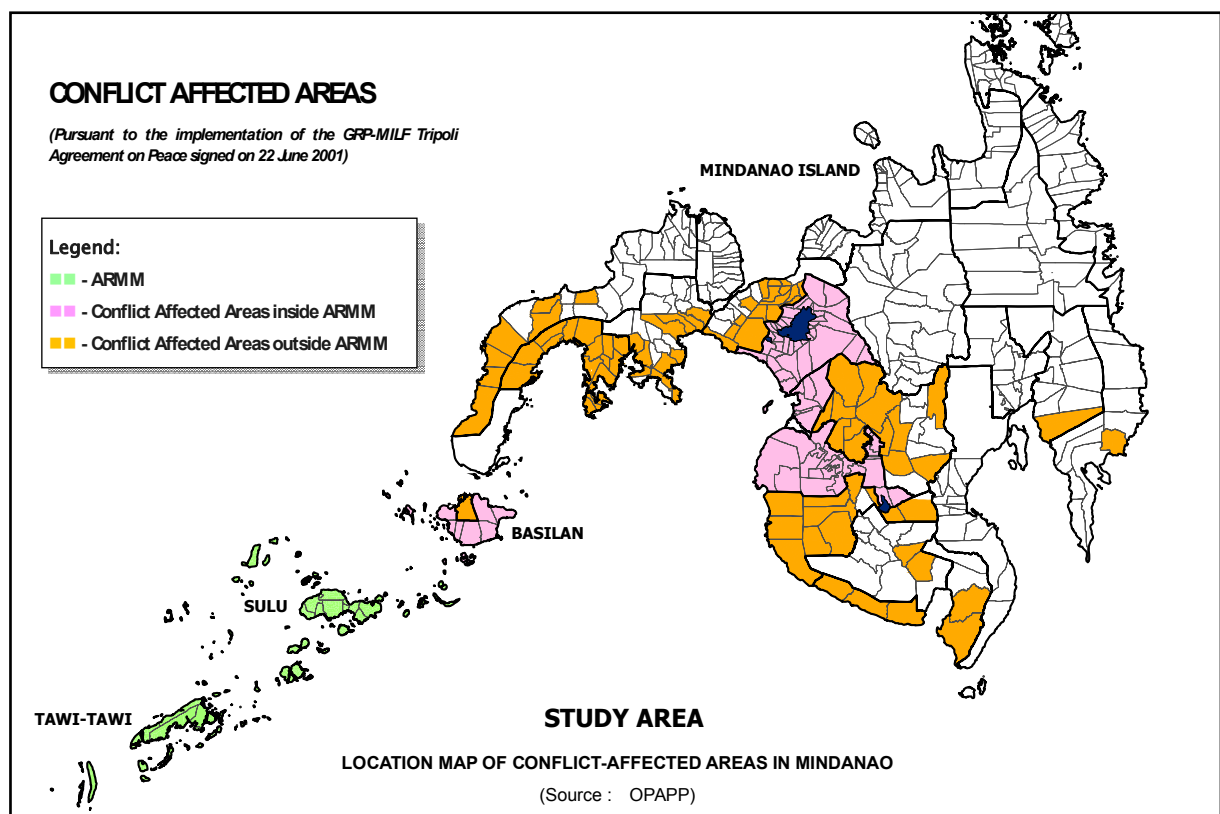 CONFLICT AFFECTED AREAS
(Pursuant to the implementation of the GRP-MILF Tripoli
Agreement on Peace signed on 22 June 2001)
MINDANAO ISLAND
Legend:
- ARMM
- Conflict Affected Areas inside ARMM
- Conflict Affected Areas outside ARMM
BASILAN
SULU
TAWI-TAWI
STUDY AREA
LOCATION MAP OF CONFLICT-AFFECTED AREAS IN MINDANAO
(Source : OPAPP)